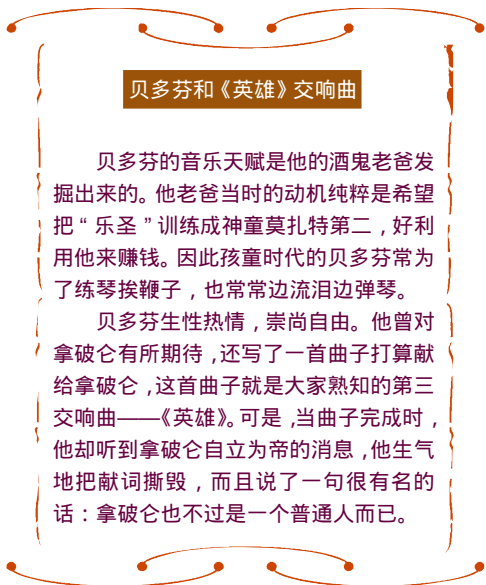 贝多芬和《英雄》交响曲
贝多芬的音乐天赋是他的酒鬼老爸发
掘出来的。他老爸当时的动机纯粹是希望
把“乐圣”训练成神童莫扎特第二，好利
用他来赚钱。因此孩童时代的贝多芬常为
了练琴挨鞭子，也常常边流泪边弹琴。
贝多芬生性热情，崇尚自由。他曾对
拿破仑有所期待，还写了一首曲子打算献
给拿破仑，这首曲子就是大家熟知的第三
交响曲——《英雄》。可是，当曲子完成时，
他却听到拿破仑自立为帝的消息，他生气
地把献词撕毁，而且说了一句很有名的
话：拿破仑也不过是一个普通人而已。